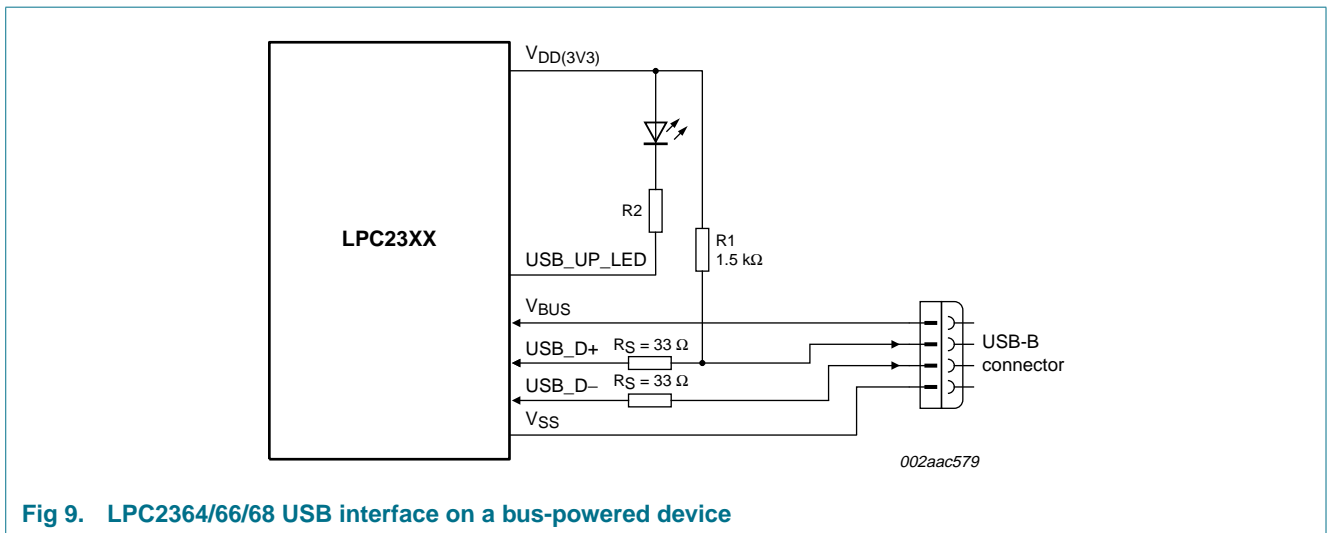 VDD(3V3)
R2
LPC23XX
R1
1.5 kΩ
USB_UP_LED
VBUS
USB_D+
RS = 33 Ω
USB-B
connector
USB_D−
RS = 33 Ω
VSS
002aac579
Fig 9. LPC2364/66/68 USB interface on a bus-powered device